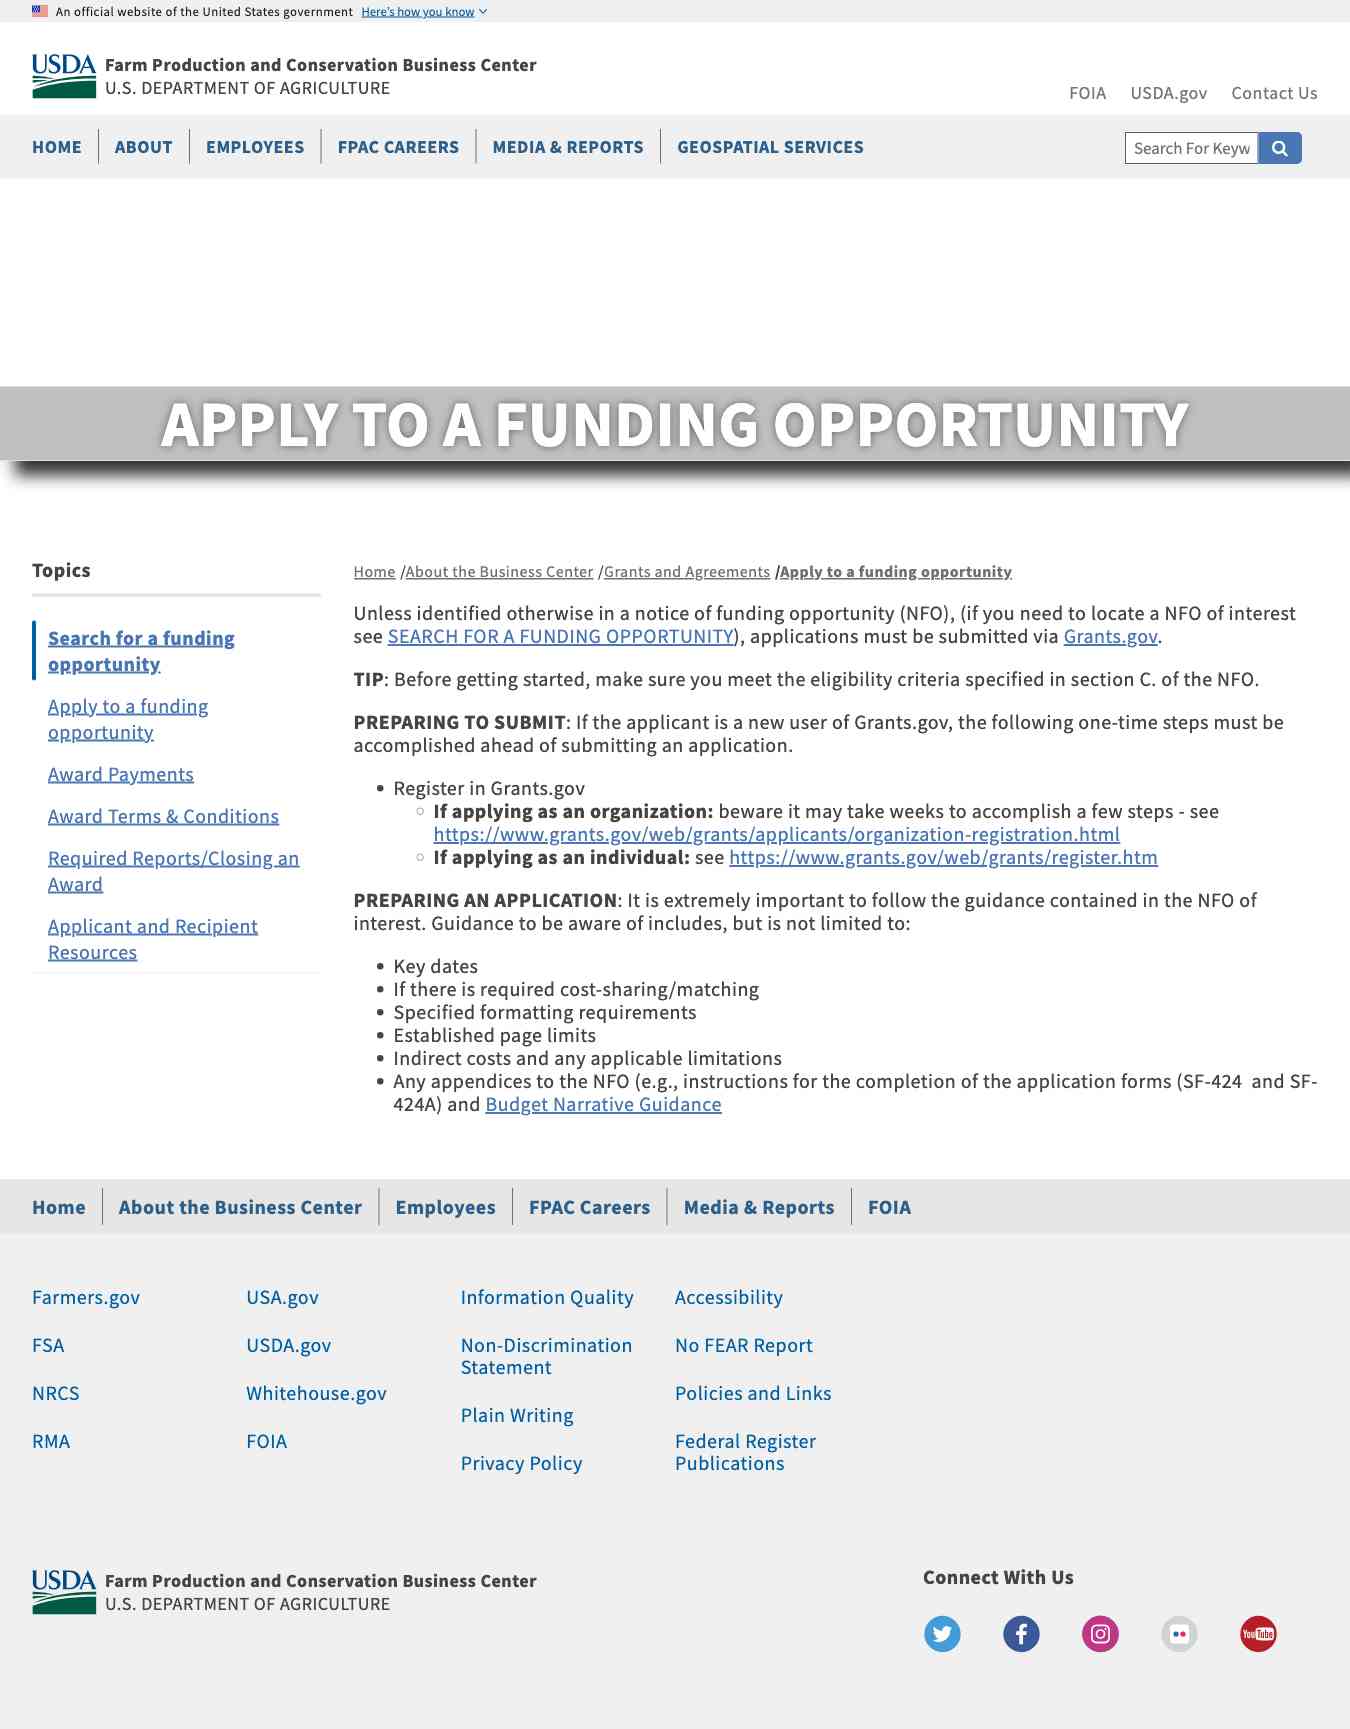 An official website of the United States government Here's how you know
USDA Farm Production and Conservation Business Center
U.S. DEPARTMENT OF AGRICULTURE
FOIA USDA.gov Contact Us
HOME ABOUT EMPLOYEES FPAC CAREERS MEDIA & REPORTS GEOSPATIAL SERVICES
Search For Keyw
APPLY TO A FUNDING OPPORTUNITY
Topics
Search for a funding
opportunity
Apply to a funding
opportunity
Award Payments
Award Terms & Conditions
Required Reports/Closing an
Award
Applicant and Recipient
Resources
Home /About the Business Center /Grants and Agreements /Apply to a funding opportunity
Unless identified otherwise in a notice of funding opportunity (NFO), (if you need to locate a NFO of interest
see SEARCH FOR A FUNDING OPPORTUNITY), applications must be submitted via Grants.gov.
TIP: Before getting started, make sure you meet the eligibility criteria specified in section C. of the NFO.
PREPARING TO SUBMIT: If the applicant is a new user of Grants.gov, the following one-time steps must be
accomplished ahead of submitting an application.
• Register in Grants.gov
◦ If applying as an organization: beware it may take weeks to accomplish a few steps - see
https://www.grants.gov/web/grants/applicants/organization-registration.html
◦ If applying as an individual: see https://www.grants.gov/web/grants/register.htm
PREPARING AN APPLICATION: It is extremely important to follow the guidance contained in the NFO of
interest. Guidance to be aware of includes, but is not limited to:
• Key dates
• If there is required cost-sharing/matching
• Specified formatting requirements
• Established page limits
• Indirect costs and any applicable limitations
• Any appendices to the NFO (e.g., instructions for the completion of the application forms (SF-424  and SF-
424A) and Budget Narrative Guidance
Home About the Business Center Employees FPAC Careers Media & Reports FOIA
Farmers.gov
FSA
NRCS
RMA
USA.gov
USDA.gov
Whitehouse.gov
FOIA
Information Quality
Non-Discrimination
Statement
Plain Writing
Privacy Policy
Accessibility
No FEAR Report
Policies and Links
Federal Register
Publications
USDA Farm Production and Conservation Business Center
U.S. DEPARTMENT OF AGRICULTURE
Connect With Us
YouTube